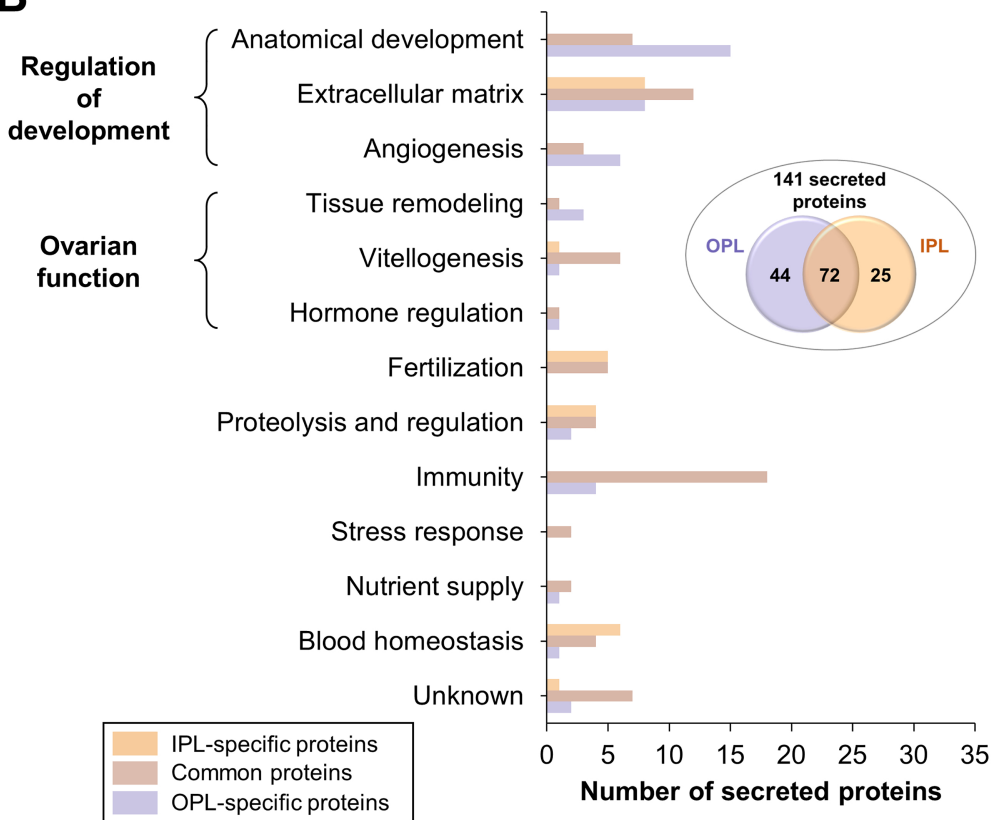 B
Regulation
of
development
Anatomical development
Extracellular matrix
Angiogenesis
Ovarian
function
Tissue remodeling
Vitellogenesis
Hormone regulation
Fertilization
Proteolysis and regulation
Immunity
Stress response
Nutrient supply
Blood homeostasis
Unknown
141 secreted
proteins
OPL
IPL
44 72 25
0 5 10 15 20 25 30 35
Number of secreted proteins
IPL-specific proteins
Common proteins
OPL-specific proteins